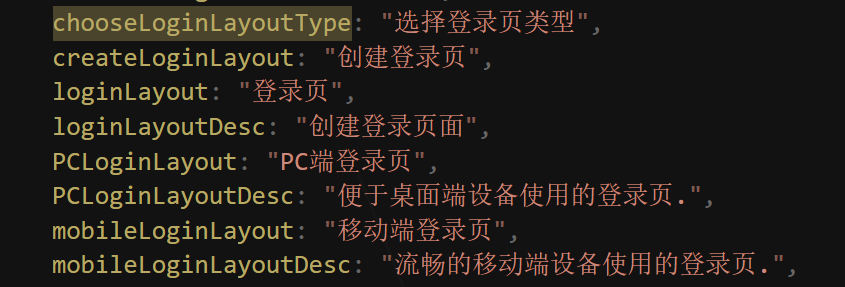 chooseLoginLayoutType: "选择登录页类型",
createLoginLayout: "创建登录页",
loginLayout: "登录页",
loginLayoutDesc: "创建登录页面",
PCLoginLayout: "PC端登录页",
PCLoginLayoutDesc: "便于桌面端设备使用的登录页.",
mobileLoginLayout: "移动端登录页",
mobileLoginLayoutDesc: "流畅的移动端设备使用的登录页.",